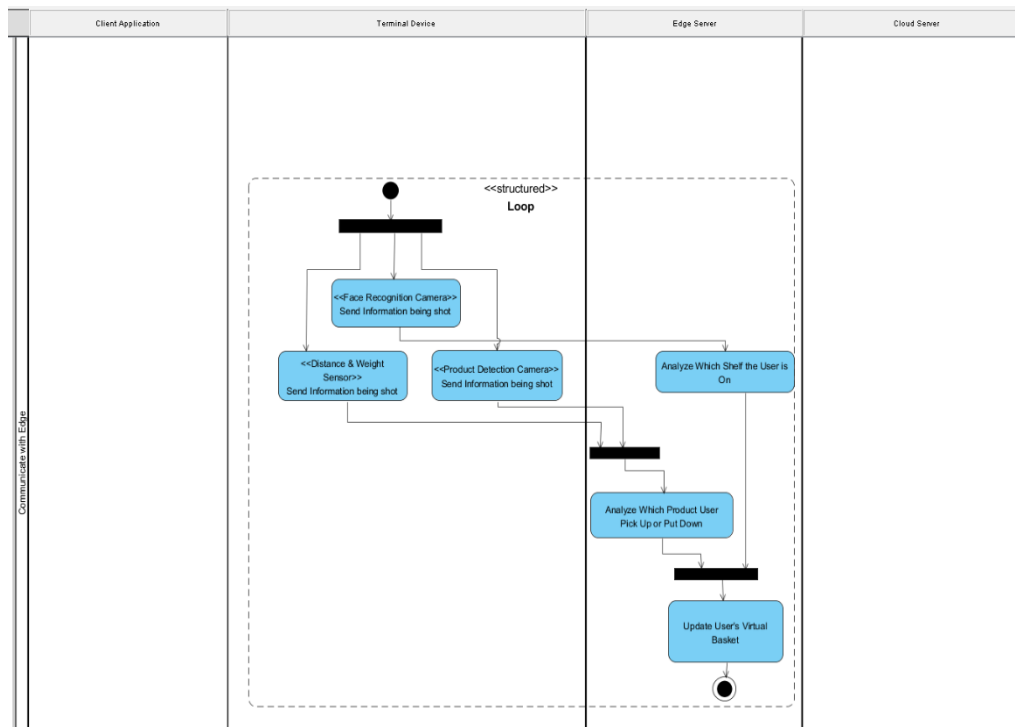 Client Application
Terminal Device
Edge Server
Cloud Server
Communicate with Edge
<<structured>>
Loop
<<Face Recognition Camera>>
Send Information being shot
<<Distance & Weight
Sensor>>
Send Information being shot
<<Product Detection Camera>>
Send Information being shot
Analyze Which Shelf the User is
On
Analyze Which Product User
Pick Up or Put Down
Update User's Virtual
Basket